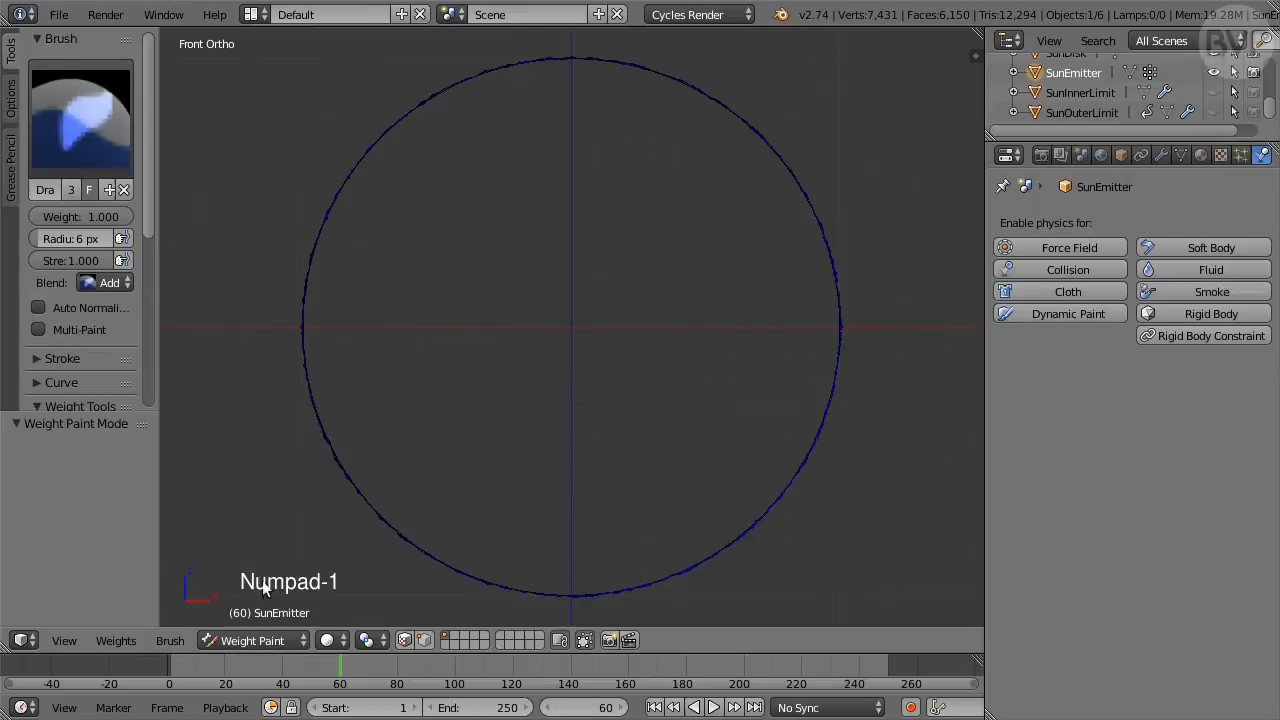 File Render Window Help Default Scene Cycles Render v2.74 | Verts:7,431 | Faces:6,150 | Tris:12,294 | Objects:1/6 | Lamps:0/0 | Mem:19.28M | SunEm
Brush
Front Ortho
View Search All Scenes
SunDisk
SunEmitter
SunInnerLimit
SunOuterLimit
Tools
Options
Grease Pencil
Dra 3 F
Weight: 1.000
Radiu: 6 px
Stre: 1.000
Blend: Add
Auto Normali...
Multi-Paint
Stroke
Curve
Weight Tools
Weight Paint Mode
SunEmitter
Enable physics for:
Force Field Soft Body
Collision Fluid
Cloth Smoke
Dynamic Paint Rigid Body
Rigid Body Constraint
Numpad-1
z
x
(60) SunEmitter
View Weights Brush Weight Paint
-40 -20 0 20 40 60 80 100 120 140 160 180 200 220 240 260
View Marker Frame Playback Start: 1 End: 250 60 No Sync